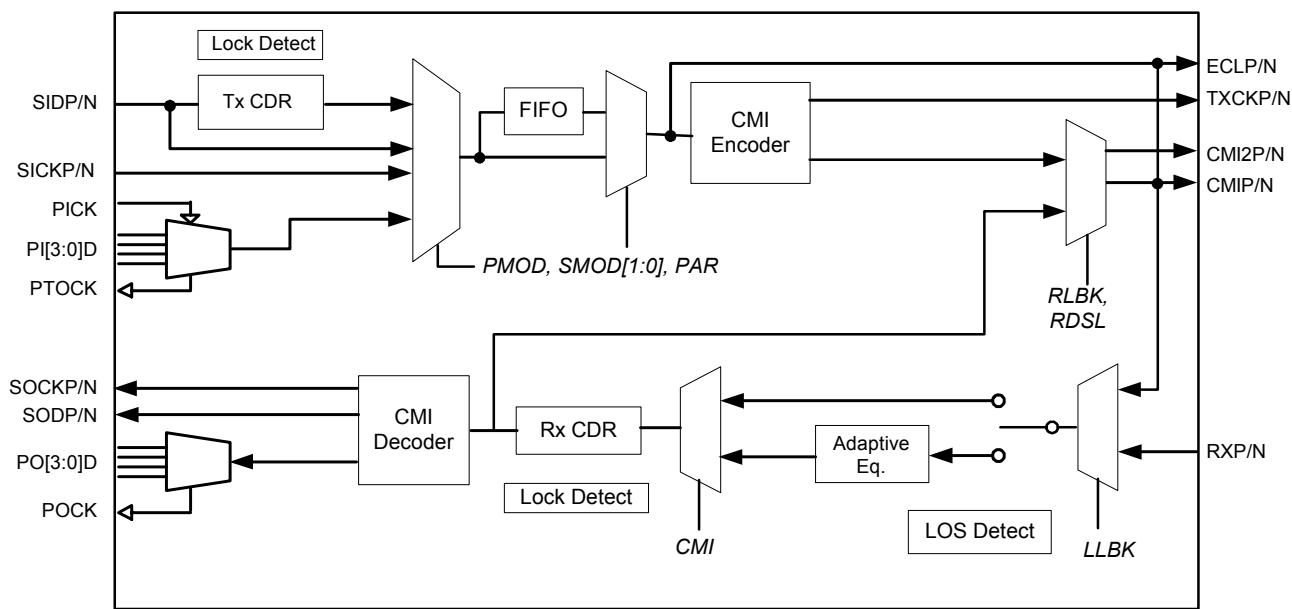 Lock Detect
ECLP/N
SIDP/N
Tx CDR
FIFO
TXCKP/N
CMI
Encoder
CMI2P/N
SICKP/N
CMIP/N
PICK
PI[3:0]D
PMOD, SMOD[1:0], PAR
PTOCK
RLBK,
RDSL
SOCKP/N
SODP/N
CMI
Decoder
Rx CDR
Adaptive
Eq.
RXP/N
PO[3:0]D
Lock Detect
POCK
LOS Detect
CMI
LLBK